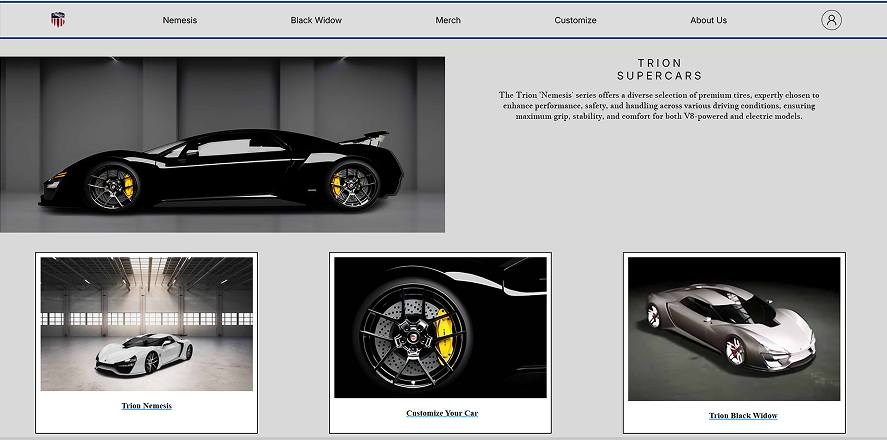 Nemesis
Black Widow
Merch
Customize
About Us
TRION
SUPERCARS
The Trion 'Nemesis' series offers a diverse selection of premium tires, expertly chosen to
enhance performance, safety, and handling across various driving conditions, ensuring
maximum grip, stability, and comfort for both V8-powered and electric models.
Trion Nemesis
Customize Your Car
Trion Black Widow